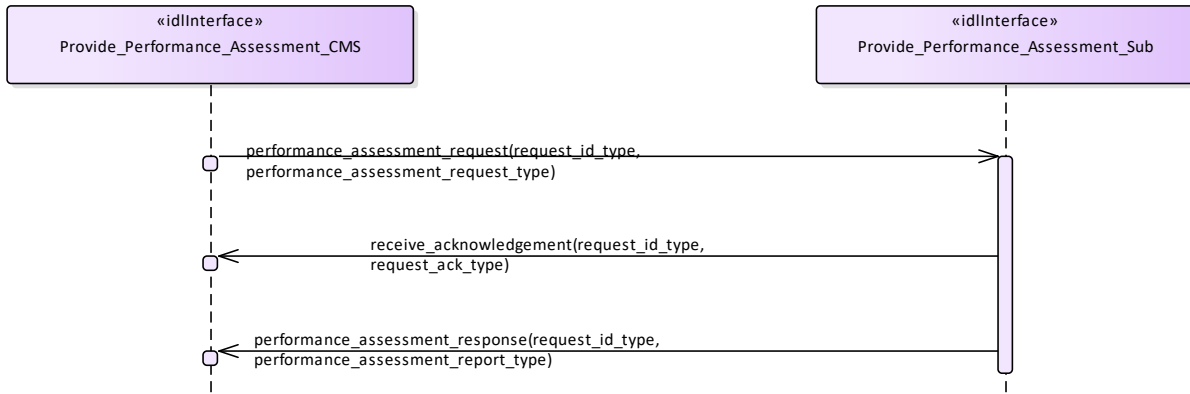 «idlInterface»
Provide_Performance_Assessment_CMS
«idlInterface»
Provide_Performance_Assessment_Sub
performance_assessment_request(request_id_type,
performance_assessment_request_type)
receive_acknowledgement(request_id_type,
request_ack_type)
performance_assessment_response(request_id_type,
performance_assessment_report_type)